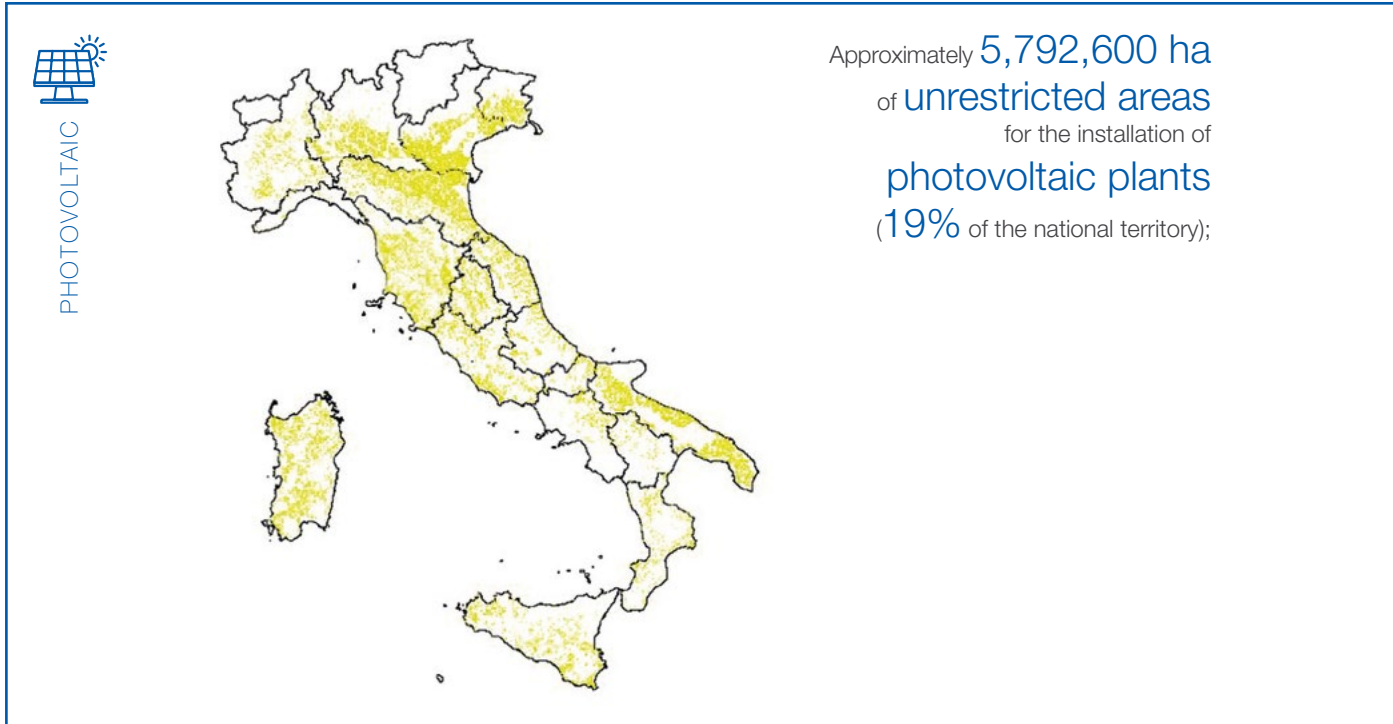 PHOTOVOLTAIC
Approximately 5,792,600 ha
of unrestricted areas
for the installation of
photovoltaic plants
(19% of the national territory);